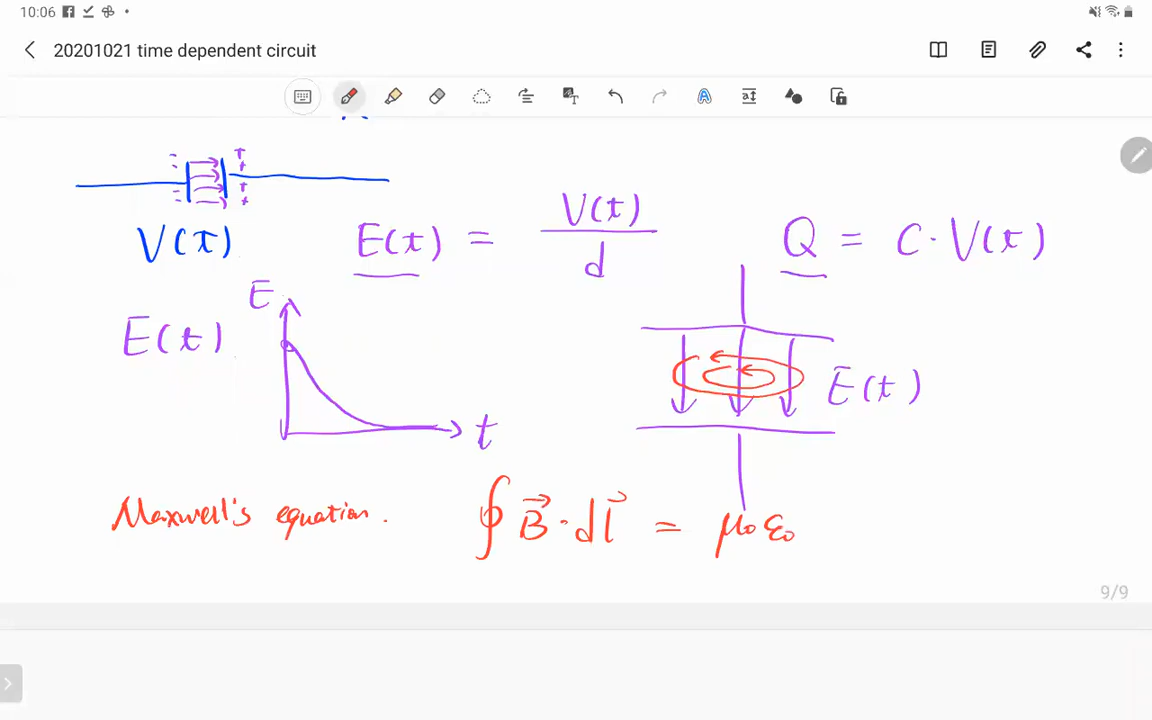 10:06
20201021 time dependent circuit
V(t)
E(t) = V(t) / d
Q = C · V(t)
E
E(t)
t
E(t)
Maxwell's equation. ∮ B⃗ · dl⃗ = μ₀ε₀
9/9